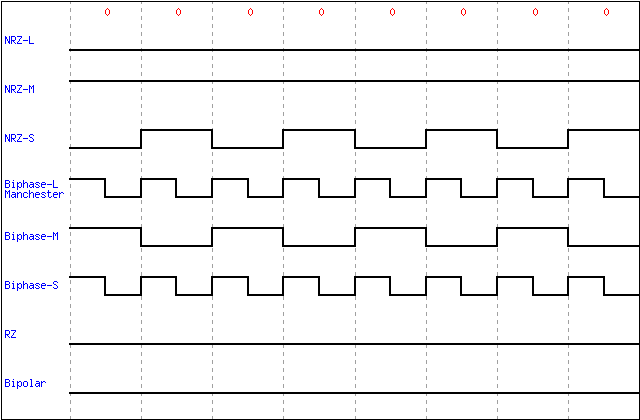 0 0 0 0 0 0 0 0
NRZ-L
NRZ-M
NRZ-S
Biphase-L
Manchester
Biphase-M
Biphase-S
RZ
Bipolar